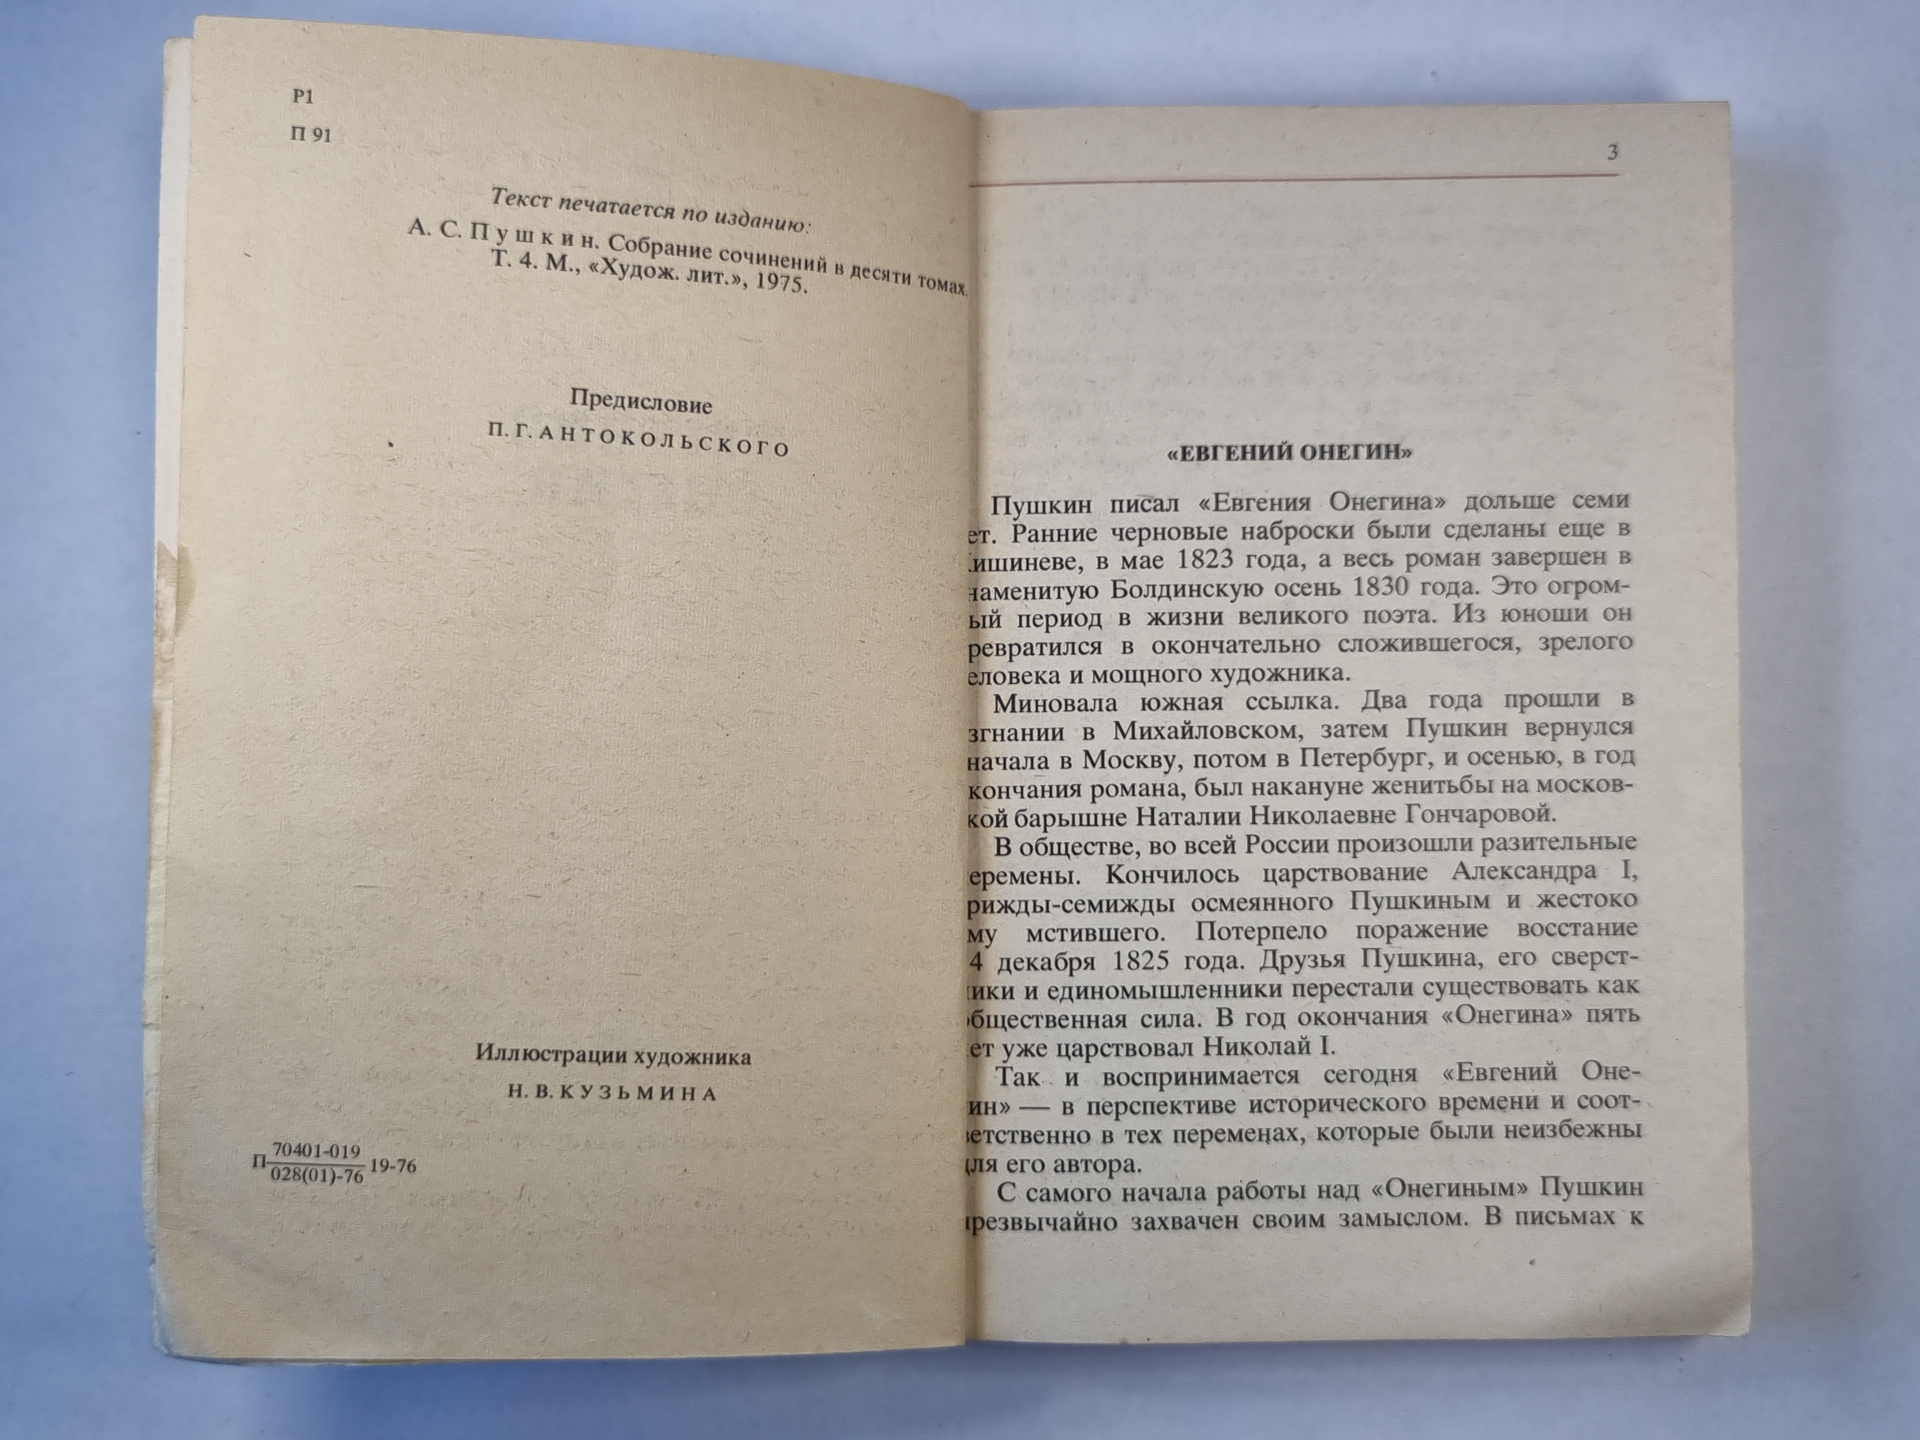 Р1
П 91
Текст печатается по изданию:
А. С. Пушкин. Собрание сочинений в десяти томах.
Т. 4. М., «Худож. лит.», 1975.
Предисловие
П. Г. АНТОКОЛЬСКОГО
Иллюстрации художника
Н. В. КУЗЬМИНА
П 70401-019
028(01)-76 19-76
3
«ЕВГЕНИЙ ОНЕГИН»
Пушкин писал «Евгения Онегина» дольше семи
ет. Ранние черновые наброски были сделаны еще в
ишиневе, в мае 1823 года, а весь роман завершен в
наменитую Болдинскую осень 1830 года. Это огром-
ый период в жизни великого поэта. Из юноши он
ревратился в окончательно сложившегося, зрелого
еловека и мощного художника.
Миновала южная ссылка. Два года прошли в
згнании в Михайловском, затем Пушкин вернулся
начала в Москву, потом в Петербург, и осенью, в год
кончания романа, был накануне женитьбы на москов-
кой барышне Наталии Николаевне Гончаровой.
В обществе, во всей России произошли разительные
еремены. Кончилось царствование Александра I,
рижды-семижды осмеянного Пушкиным и жестоко
му мстившего. Потерпело поражение восстание
4 декабря 1825 года. Друзья Пушкина, его сверст-
ики и единомышленники перестали существовать как
бщественная сила. В год окончания «Онегина» пять
ет уже царствовал Николай I.
Так и воспринимается сегодня «Евгений Оне-
ин» — в перспективе исторического времени и соот-
ветственно в тех переменах, которые были неизбежны
для его автора.
С самого начала работы над «Онегиным» Пушкин
резвычайно захвачен своим замыслом. В письмах к